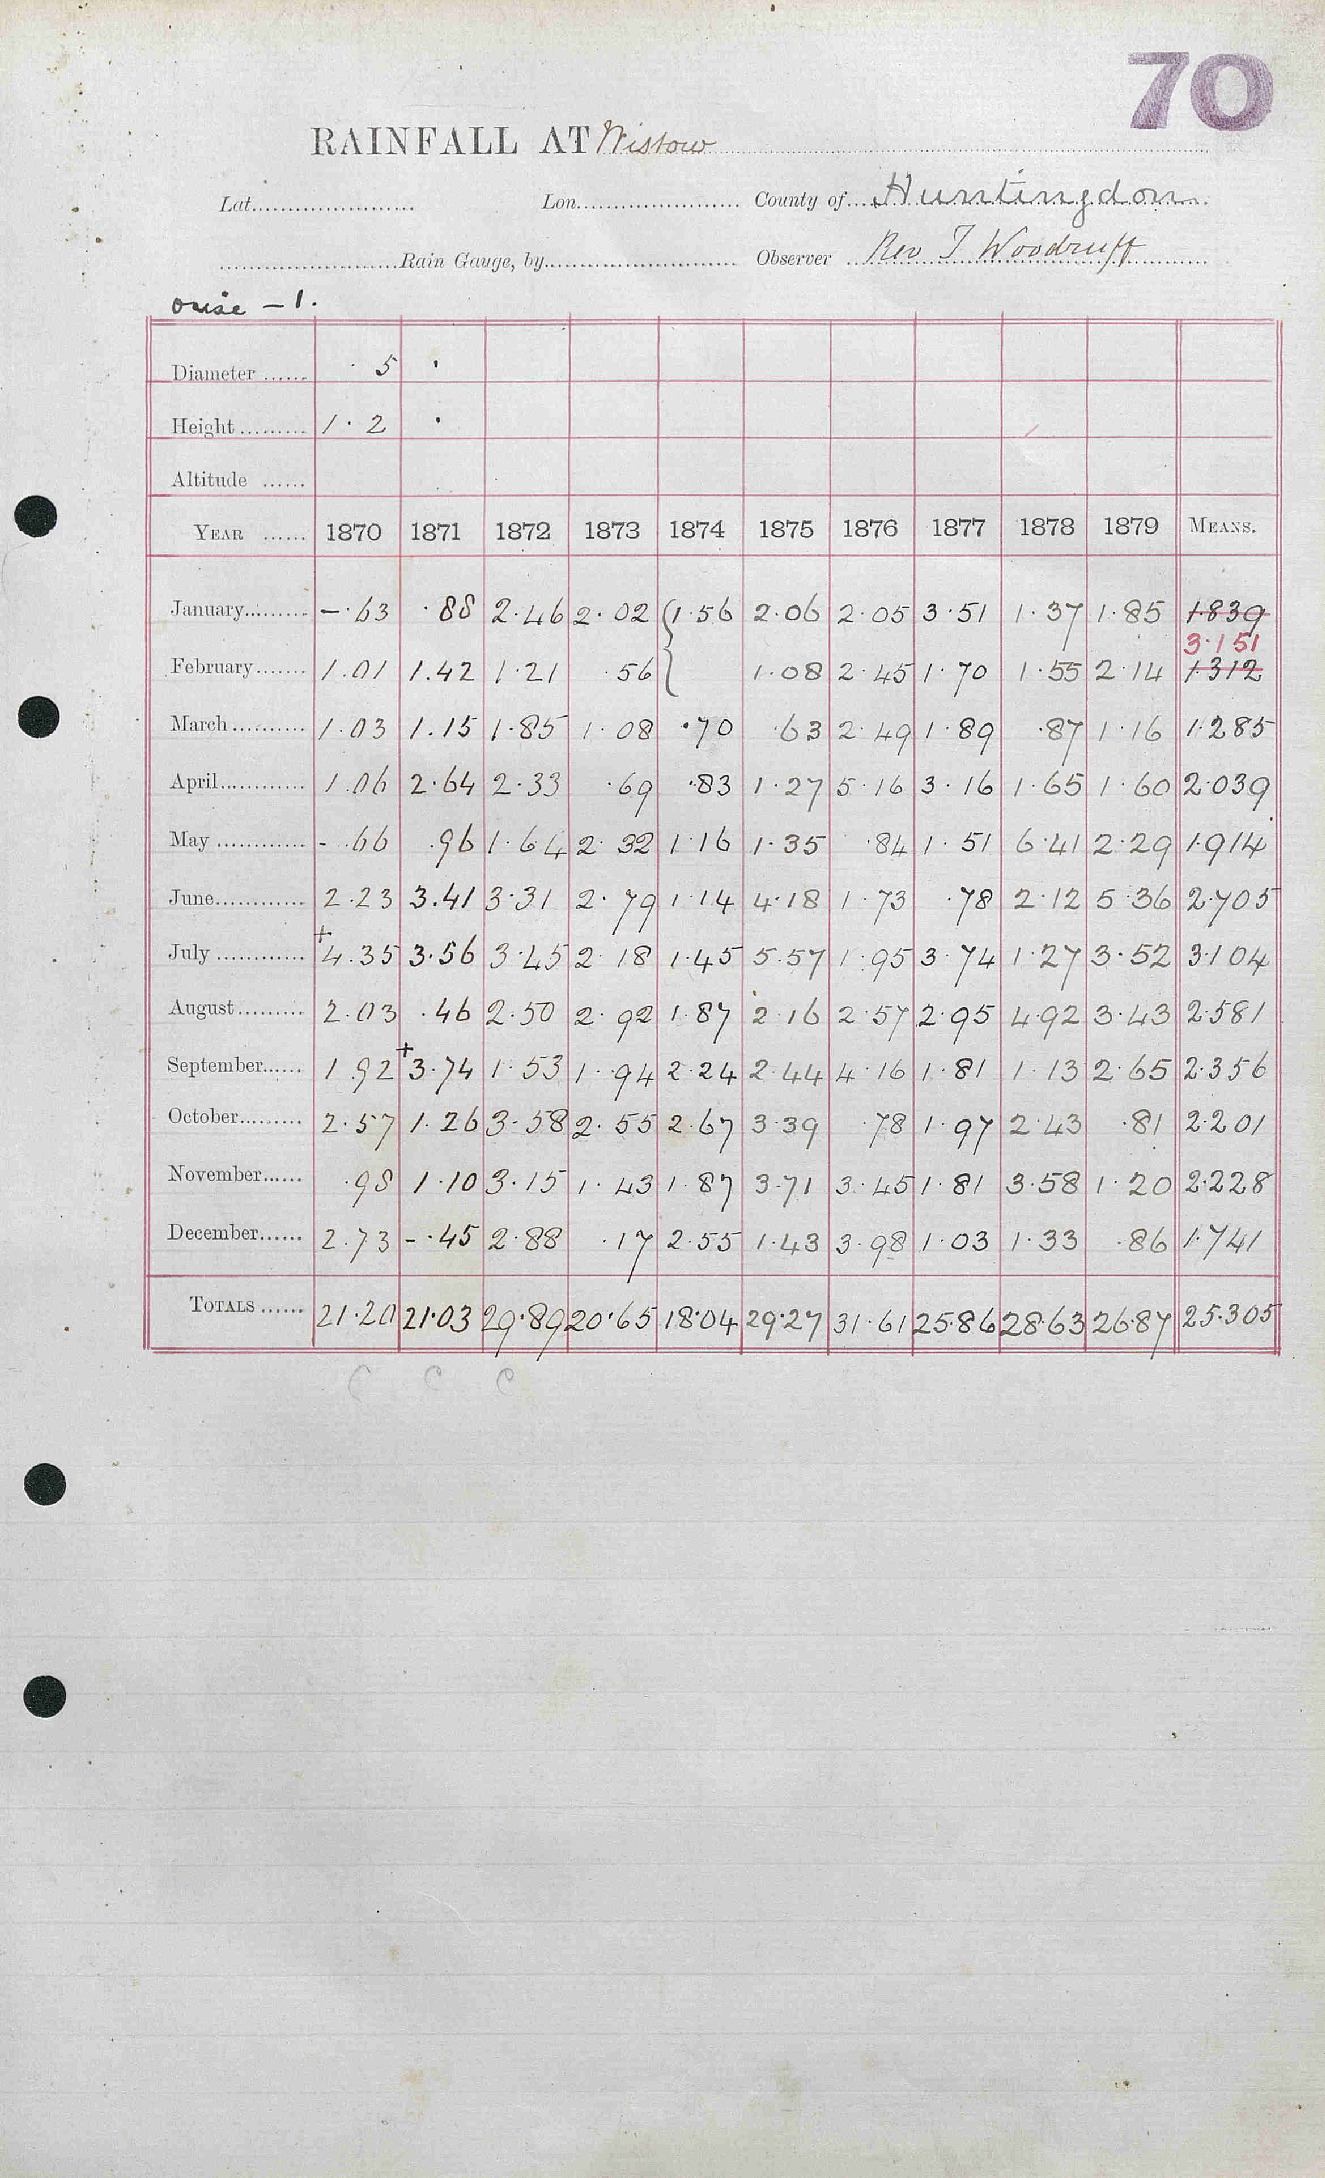 70
RAINFALL AT Wistow
Lat. Lon. County of Huntingdon
Rain Gauge, by Observer Rev T Woodruff
ouse - 1.
Diameter 5 ·
Height 1·2 ·
Altitude
YEAR 1870 1871 1872 1873 1874 1875 1876 1877 1878 1879 MEANS.
January -·63 ·88 2·46 2·02 { 1·56 2·06 2·05 3·51 1·37 1·85 1·839
3·151
February 1.01 1.42 1·21 ·56 1·08 2·45 1·70 1·55 2·14 1·312
March 1·03 1.15 1·85 1·08 ·70 ·63 2·49 1·89 ·87 1·16 1·285
April 1·06 2·64 2·33 ·69 ·83 1·27 5·16 3·16 1·65 1·60 2·039
May - ·66 ·96 1·64 2·32 1·16 1·35 ·84 1·51 6·41 2·29 1·914
June 2·23 3.41 3·31 2·79 1·14 4·18 1·73 ·78 2·12 5·36 2·705
July +4.35 3·56 3·45 2·18 1·45 5·57 1·95 3·74 1·27 3·52 3·104
August 2.03 ·46 2·50 2·92 1·87 2·16 2·57 2·95 4·92 3·43 2·581
September 1.92 +3·74 1·53 1·94 2·24 2·44 4·16 1·81 1·13 2·65 2·356
October 2·57 1·26 3·58 2·55 2·67 3·39 ·78 1·97 2·43 ·81 2·201
November ·98 1·10 3·15 1·43 1·87 3·71 3·45 1·81 3·58 1·20 2·228
December 2.73 -·45 2·88 ·17 2·55 1·43 3·98 1·03 1·33 ·86 1·741
TOTALS 21·20 21·03 29·89 20·65 18·04 29·27 31·61 25·86 28·63 26·87 25·305
C C C